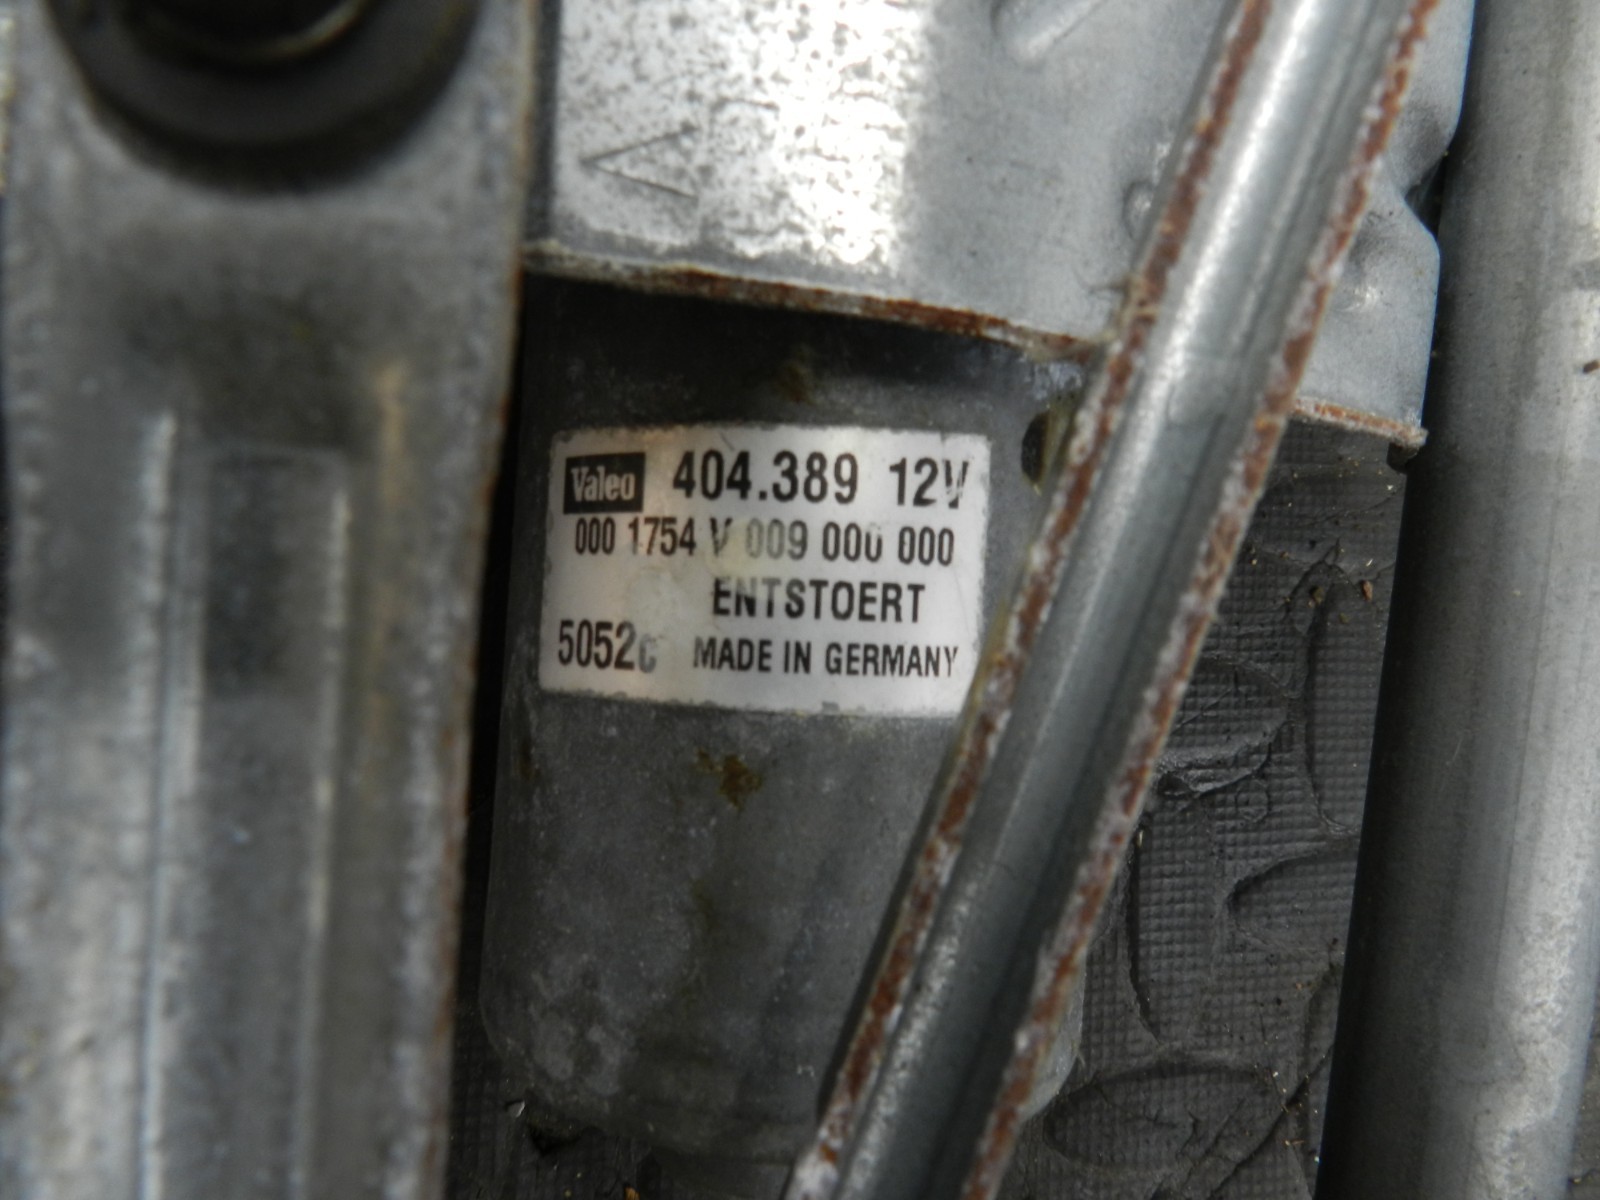 Valeo 404.389 12V
000 1754 V 009 000 000
ENTSTOERT
MADE IN GERMANY